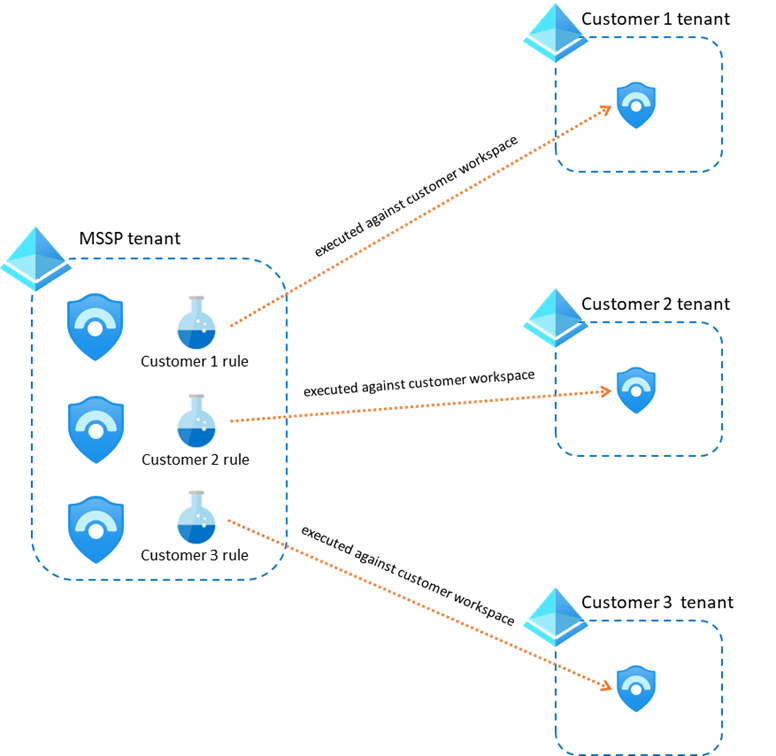 Customer 1 tenant
executed against customer workspace
MSSP tenant
Customer 1 rule
Customer 2 tenant
executed against customer workspace
Customer 2 rule
Customer 3 rule
executed against customer workspace
Customer 3 tenant